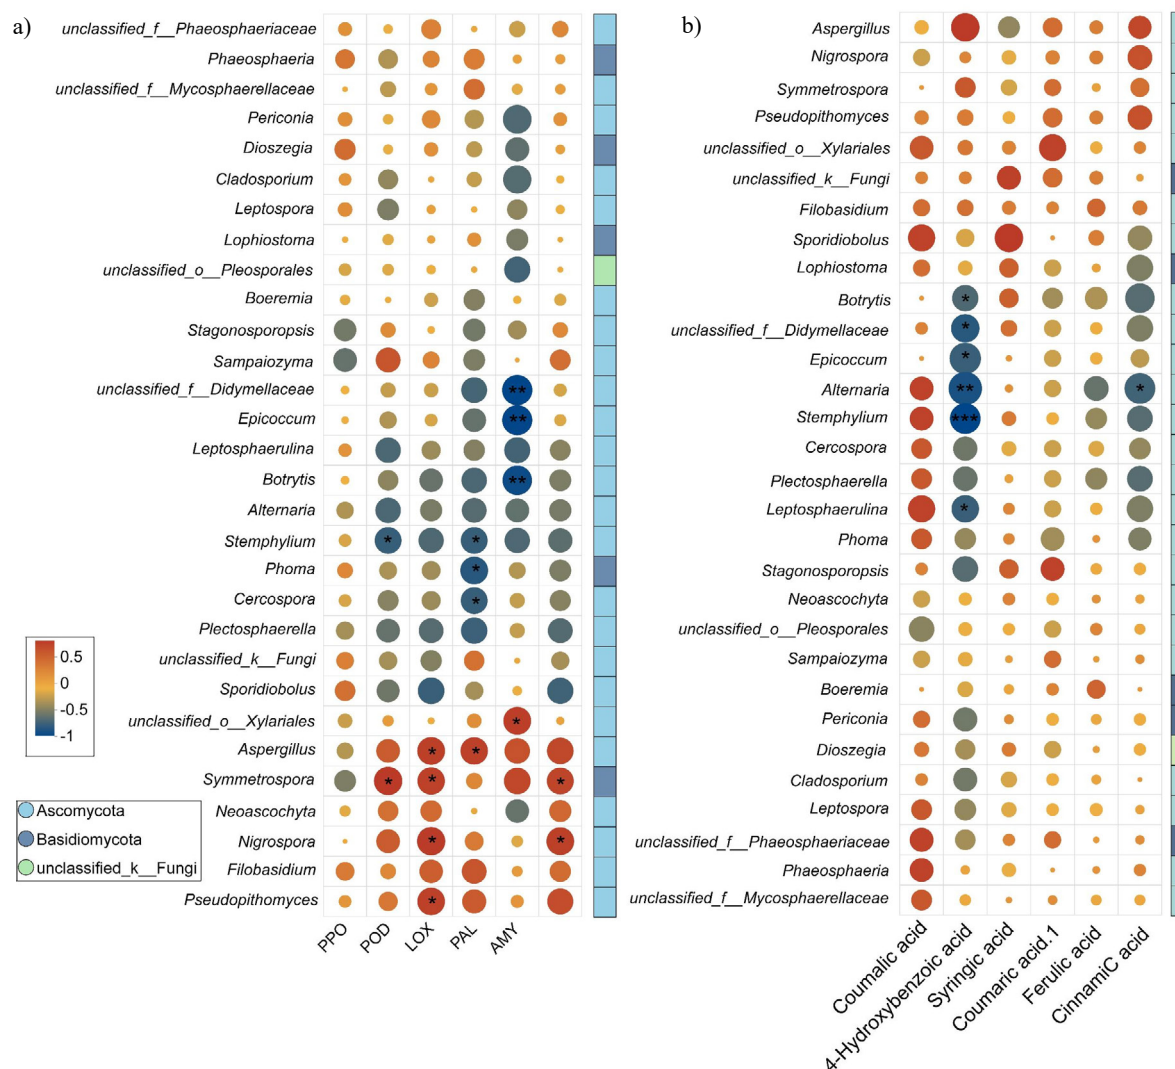 a)
unclassified_f__Phaeosphaeriaceae
Phaeosphaeria
unclassified_f__Mycosphaerellaceae
Periconia
Dioszegia
Cladosporium
Leptospora
Lophiostoma
unclassified_o__Pleosporales
Boeremia
Stagonosporopsis
Sampaiozyma
unclassified_f__Didymellaceae
**
Epicoccum
**
Leptosphaerulina
Botrytis
**
Alternaria
Stemphylium
* *
Phoma
*
Cercospora
*
Plectosphaerella
unclassified_k__Fungi
Sporidiobolus
unclassified_o__Xylariales
*
Aspergillus
* *
Symmetrospora
* * *
Neoascochyta
Nigrospora
* *
Filobasidium
Pseudopithomyces
*
PPO
POD
LOX
PAL
AMY
0.5
0
-0.5
-1
Ascomycota
Basidiomycota
unclassified_k__Fungi
b)
Aspergillus
Nigrospora
Symmetrospora
Pseudopithomyces
unclassified_o__Xylariales
unclassified_k__Fungi
Filobasidium
Sporidiobolus
Lophiostoma
Botrytis
*
unclassified_f__Didymellaceae
*
Epicoccum
*
Alternaria
** *
Stemphylium
***
Cercospora
Plectosphaerella
Leptosphaerulina
*
Phoma
Stagonosporopsis
Neoascochyta
unclassified_o__Pleosporales
Sampaiozyma
Boeremia
Periconia
Dioszegia
Cladosporium
Leptospora
unclassified_f__Phaeosphaeriaceae
Phaeosphaeria
unclassified_f__Mycosphaerellaceae
Coumalic acid
4-Hydroxybenzoic acid
Syringic acid
Coumaric acid.1
Ferulic acid
CinnamiC acid